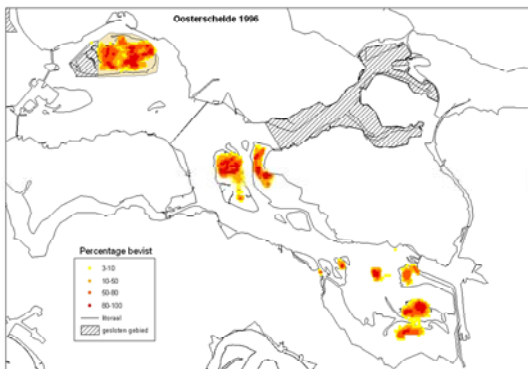 Oosterschelde 1996
Percentage bevist
3-10
10-50
50-80
80-100
litoraal
gesloten gebied